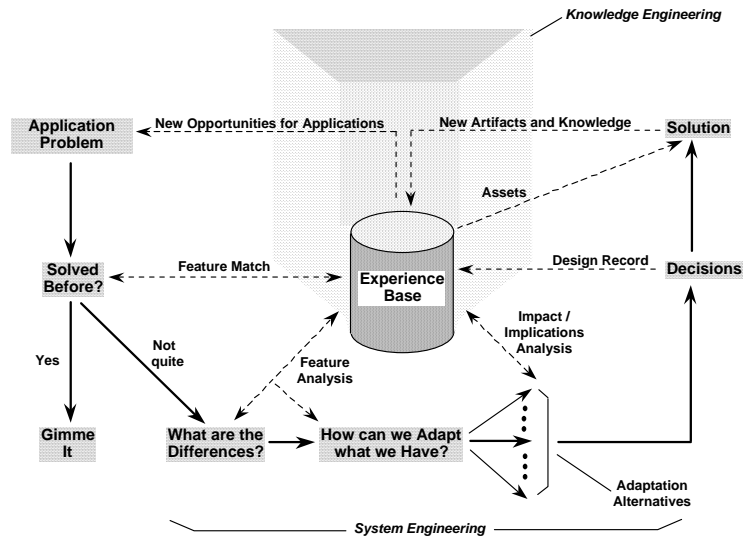 Knowledge Engineering
Application
Problem
New Opportunities for Applications
New Artifacts and Knowledge
Solution
Assets
Solved
Before?
Feature Match
Experience
Base
Design Record
Decisions
Yes
Not
quite
Feature
Analysis
Impact /
Implications
Analysis
Gimme
It
What are the
Differences?
How can we Adapt
what we Have?
Adaptation
Alternatives
System Engineering